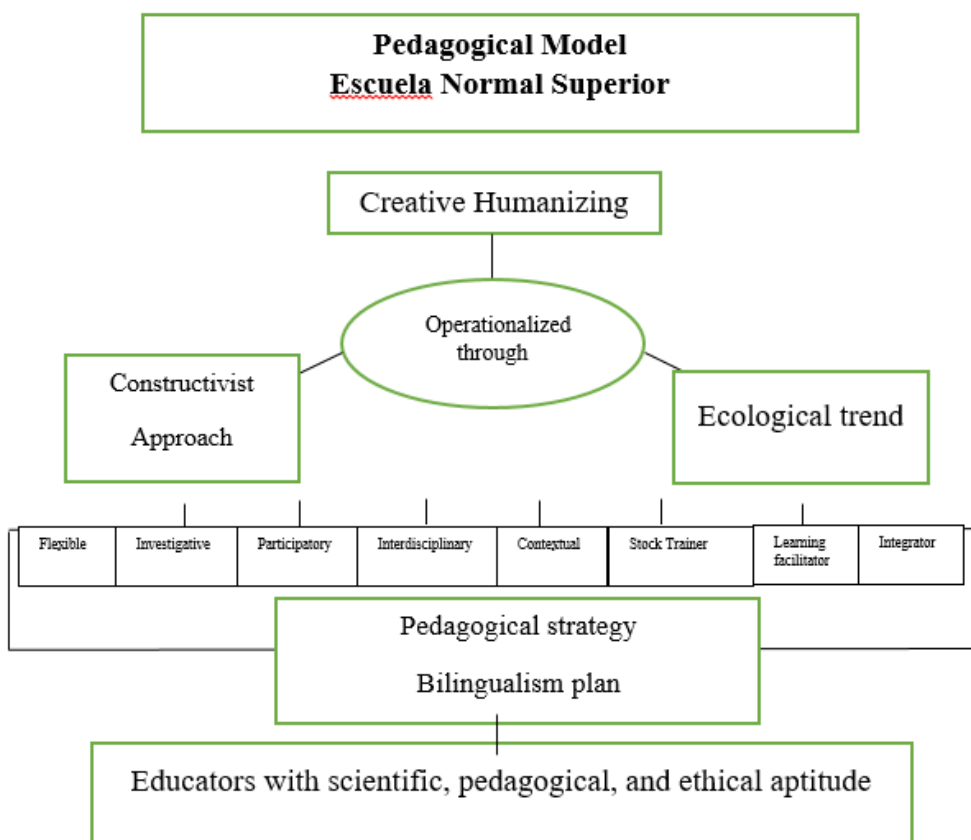 Pedagogical Model
Escuela Normal Superior
Creative Humanizing
Operationalized
through
Constructivist
Approach
Ecological trend
Flexible
Investigative
Participatory
Interdisciplinary
Contextual
Stock Trainer
Learning
facilitator
Integrator
Pedagogical strategy
Bilingualism plan
Educators with scientific, pedagogical, and ethical aptitude